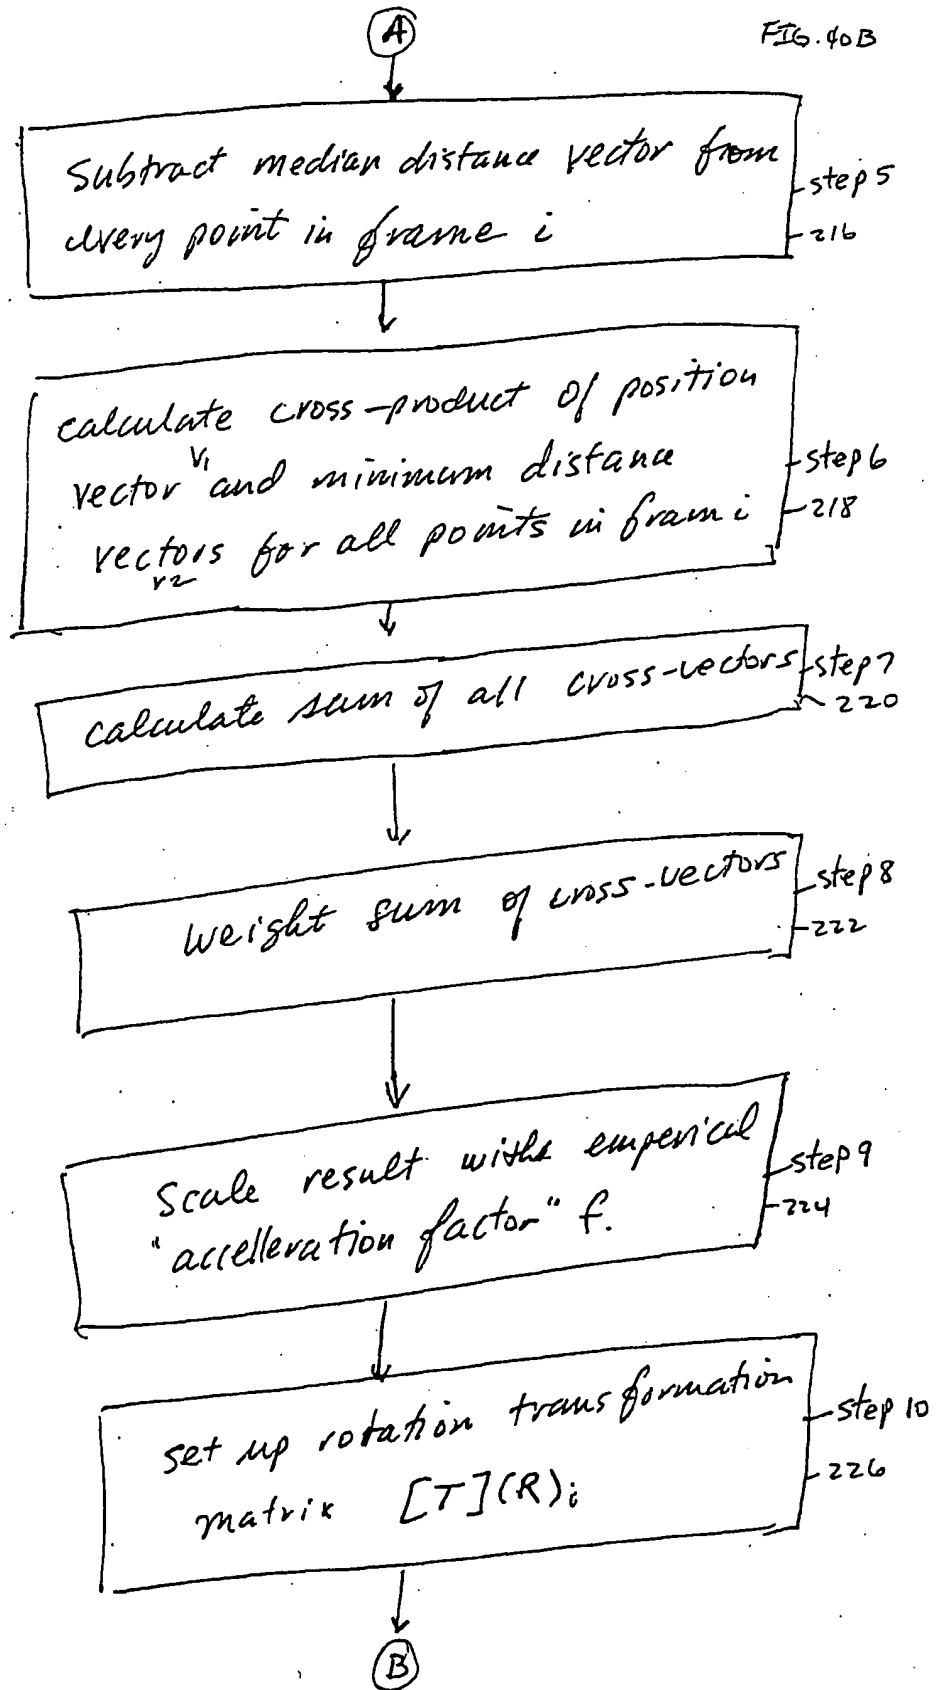 A
FIG. 40B
Subtract median distance vector from
every point in frame i
step 5
216
calculate cross-product of position
vector V1 and minimum distance
vectors v2 for all points in fram i
step 6
218
calculate sum of all cross-vectors
step 7
220
weight sum of cross-vectors
step 8
222
Scale result with emperical
"accelleration factor" f.
step 9
224
set up rotation transformation
matrix [T](R)i
step 10
226
B